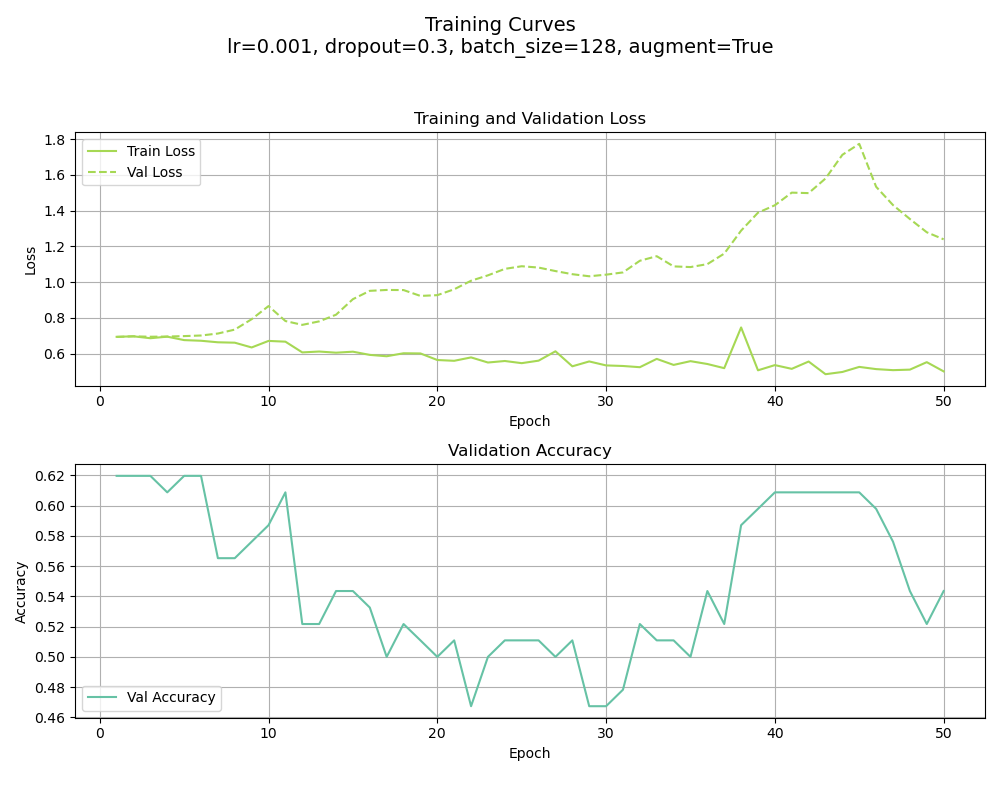 Training Curves
lr=0.001, dropout=0.3, batch_size=128, augment=True
Training and Validation Loss
1.8
1.6
1.4
1.2
1.0
0.8
0.6
Loss
Train Loss
Val Loss
0 10 20 30 40 50
Epoch
Validation Accuracy
0.62
0.60
0.58
0.56
0.54
0.52
0.50
0.48
0.46
Accuracy
Val Accuracy
0 10 20 30 40 50
Epoch